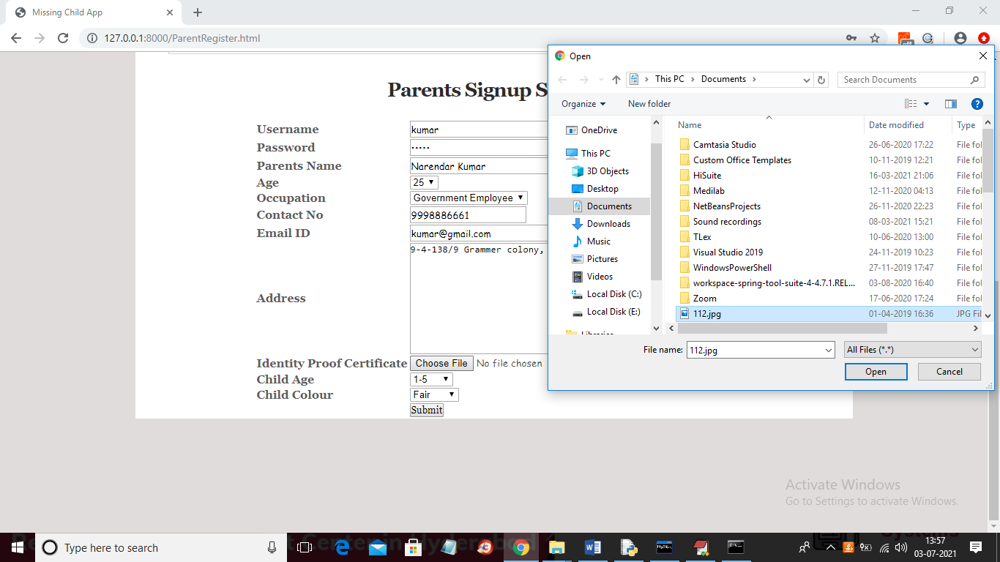 Missing Child App
127.0.0.1:8000/ParentRegister.html
off
Parents Signup S
Username kumar
Password •••••
Parents Name Narendar Kumar
Age 25
Occupation Government Employee
Contact No 9998886661
Email ID kumar@gmail.com
9-4-138/9 Grammer colony,
Address
Identity Proof Certificate Choose File No file chosen
Child Age 1-5
Child Colour Fair
Submit
Open
This PC > Documents >
Search Documents
Organize New folder
OneDrive
This PC
3D Objects
Desktop
Documents
Downloads
Music
Pictures
Videos
Local Disk (C:)
Local Disk (E:)
Libraries
Name Date modified Type
Camtasia Studio 26-06-2020 17:22 File fol
Custom Office Templates 10-11-2019 12:21 File fol
HiSuite 16-03-2021 21:06 File fol
Medilab 12-11-2020 04:13 File fol
NetBeansProjects 26-11-2020 22:23 File fol
Sound recordings 08-03-2021 15:21 File fol
TLex 10-06-2020 13:00 File fol
Visual Studio 2019 24-11-2019 10:23 File fol
WindowsPowerShell 27-11-2019 17:47 File fol
workspace-spring-tool-suite-4-4.7.1.REL... 03-08-2020 16:40 File fol
Zoom 17-06-2020 17:24 File fol
112.jpg 01-04-2019 16:36 JPG Fil
File name: 112.jpg All Files (*.*)
Open Cancel
Activate Windows
Go to Settings to activate Windows.
Type here to search
Center in Hyderabad
MySQL
13:57
03-07-2021